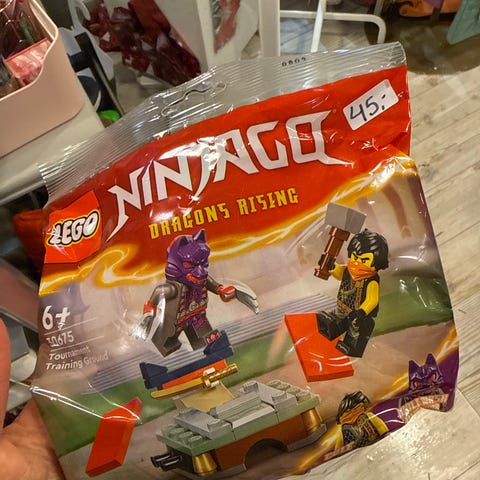 45,-
NINJAGO
DRAGONS RISING
LEGO
6+
30675
Tournament
Training Ground